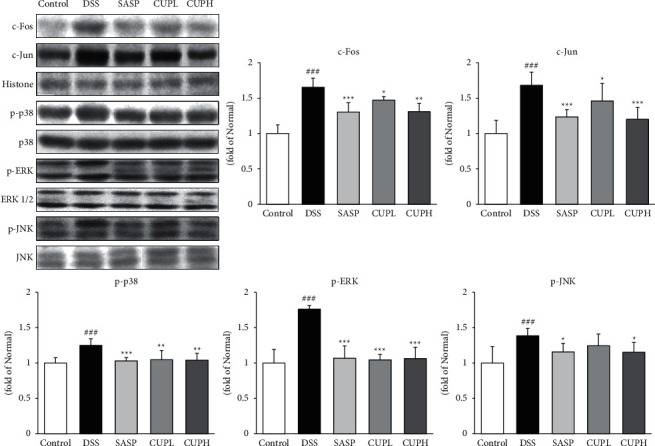 Control DSS SASP CUPL CUPH
c-Fos
c-Jun
Histone
p-p38
p38
p-ERK
ERK 1/2
p-JNK
JNK
c-Fos
(fold of Normal)
2
1.5
1
0.5
0
###
***
*
**
Control DSS SASP CUPL CUPH
c-Jun
(fold of Normal)
2
1.5
1
0.5
0
###
***
*
***
Control DSS SASP CUPL CUPH
p-p38
(fold of Normal)
2
1.5
1
0.5
0
###
***
**
**
Control DSS SASP CUPL CUPH
p-ERK
(fold of Normal)
2
1.5
1
0.5
0
###
***
***
***
Control DSS SASP CUPL CUPH
p-JNK
(fold of Normal)
2
1.5
1
0.5
0
###
*
*
Control DSS SASP CUPL CUPH